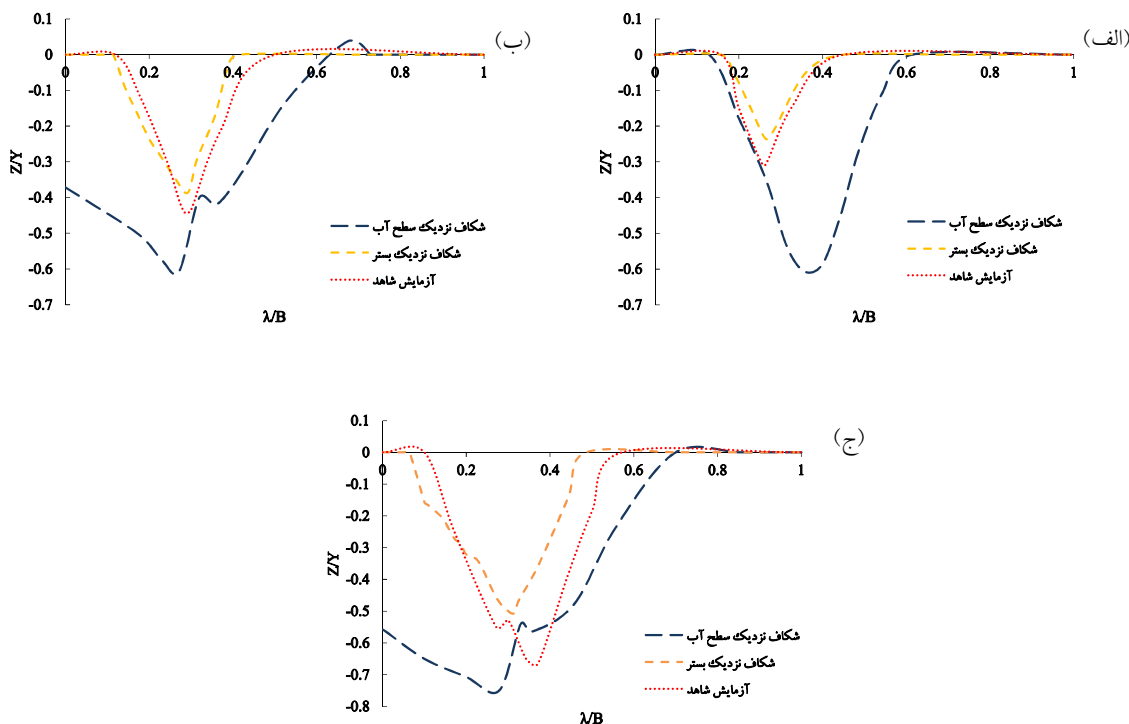 (الف)
0.1
0
-0.1
-0.2
-0.3
-0.4
-0.5
-0.6
-0.7
0 0.2 0.4 0.6 0.8 1
Z/Y
λ/B
شکاف نزدیک سطح آب
شکاف نزدیک بستر
آزمایش شاهد
(ب)
0.1
0
-0.1
-0.2
-0.3
-0.4
-0.5
-0.6
-0.7
0 0.2 0.4 0.6 0.8 1
Z/Y
λ/B
شکاف نزدیک سطح آب
شکاف نزدیک بستر
آزمایش شاهد
(ج)
0.1
0
-0.1
-0.2
-0.3
-0.4
-0.5
-0.6
-0.7
-0.8
0 0.2 0.4 0.6 0.8 1
Z/Y
λ/B
شکاف نزدیک سطح آب
شکاف نزدیک بستر
آزمایش شاهد